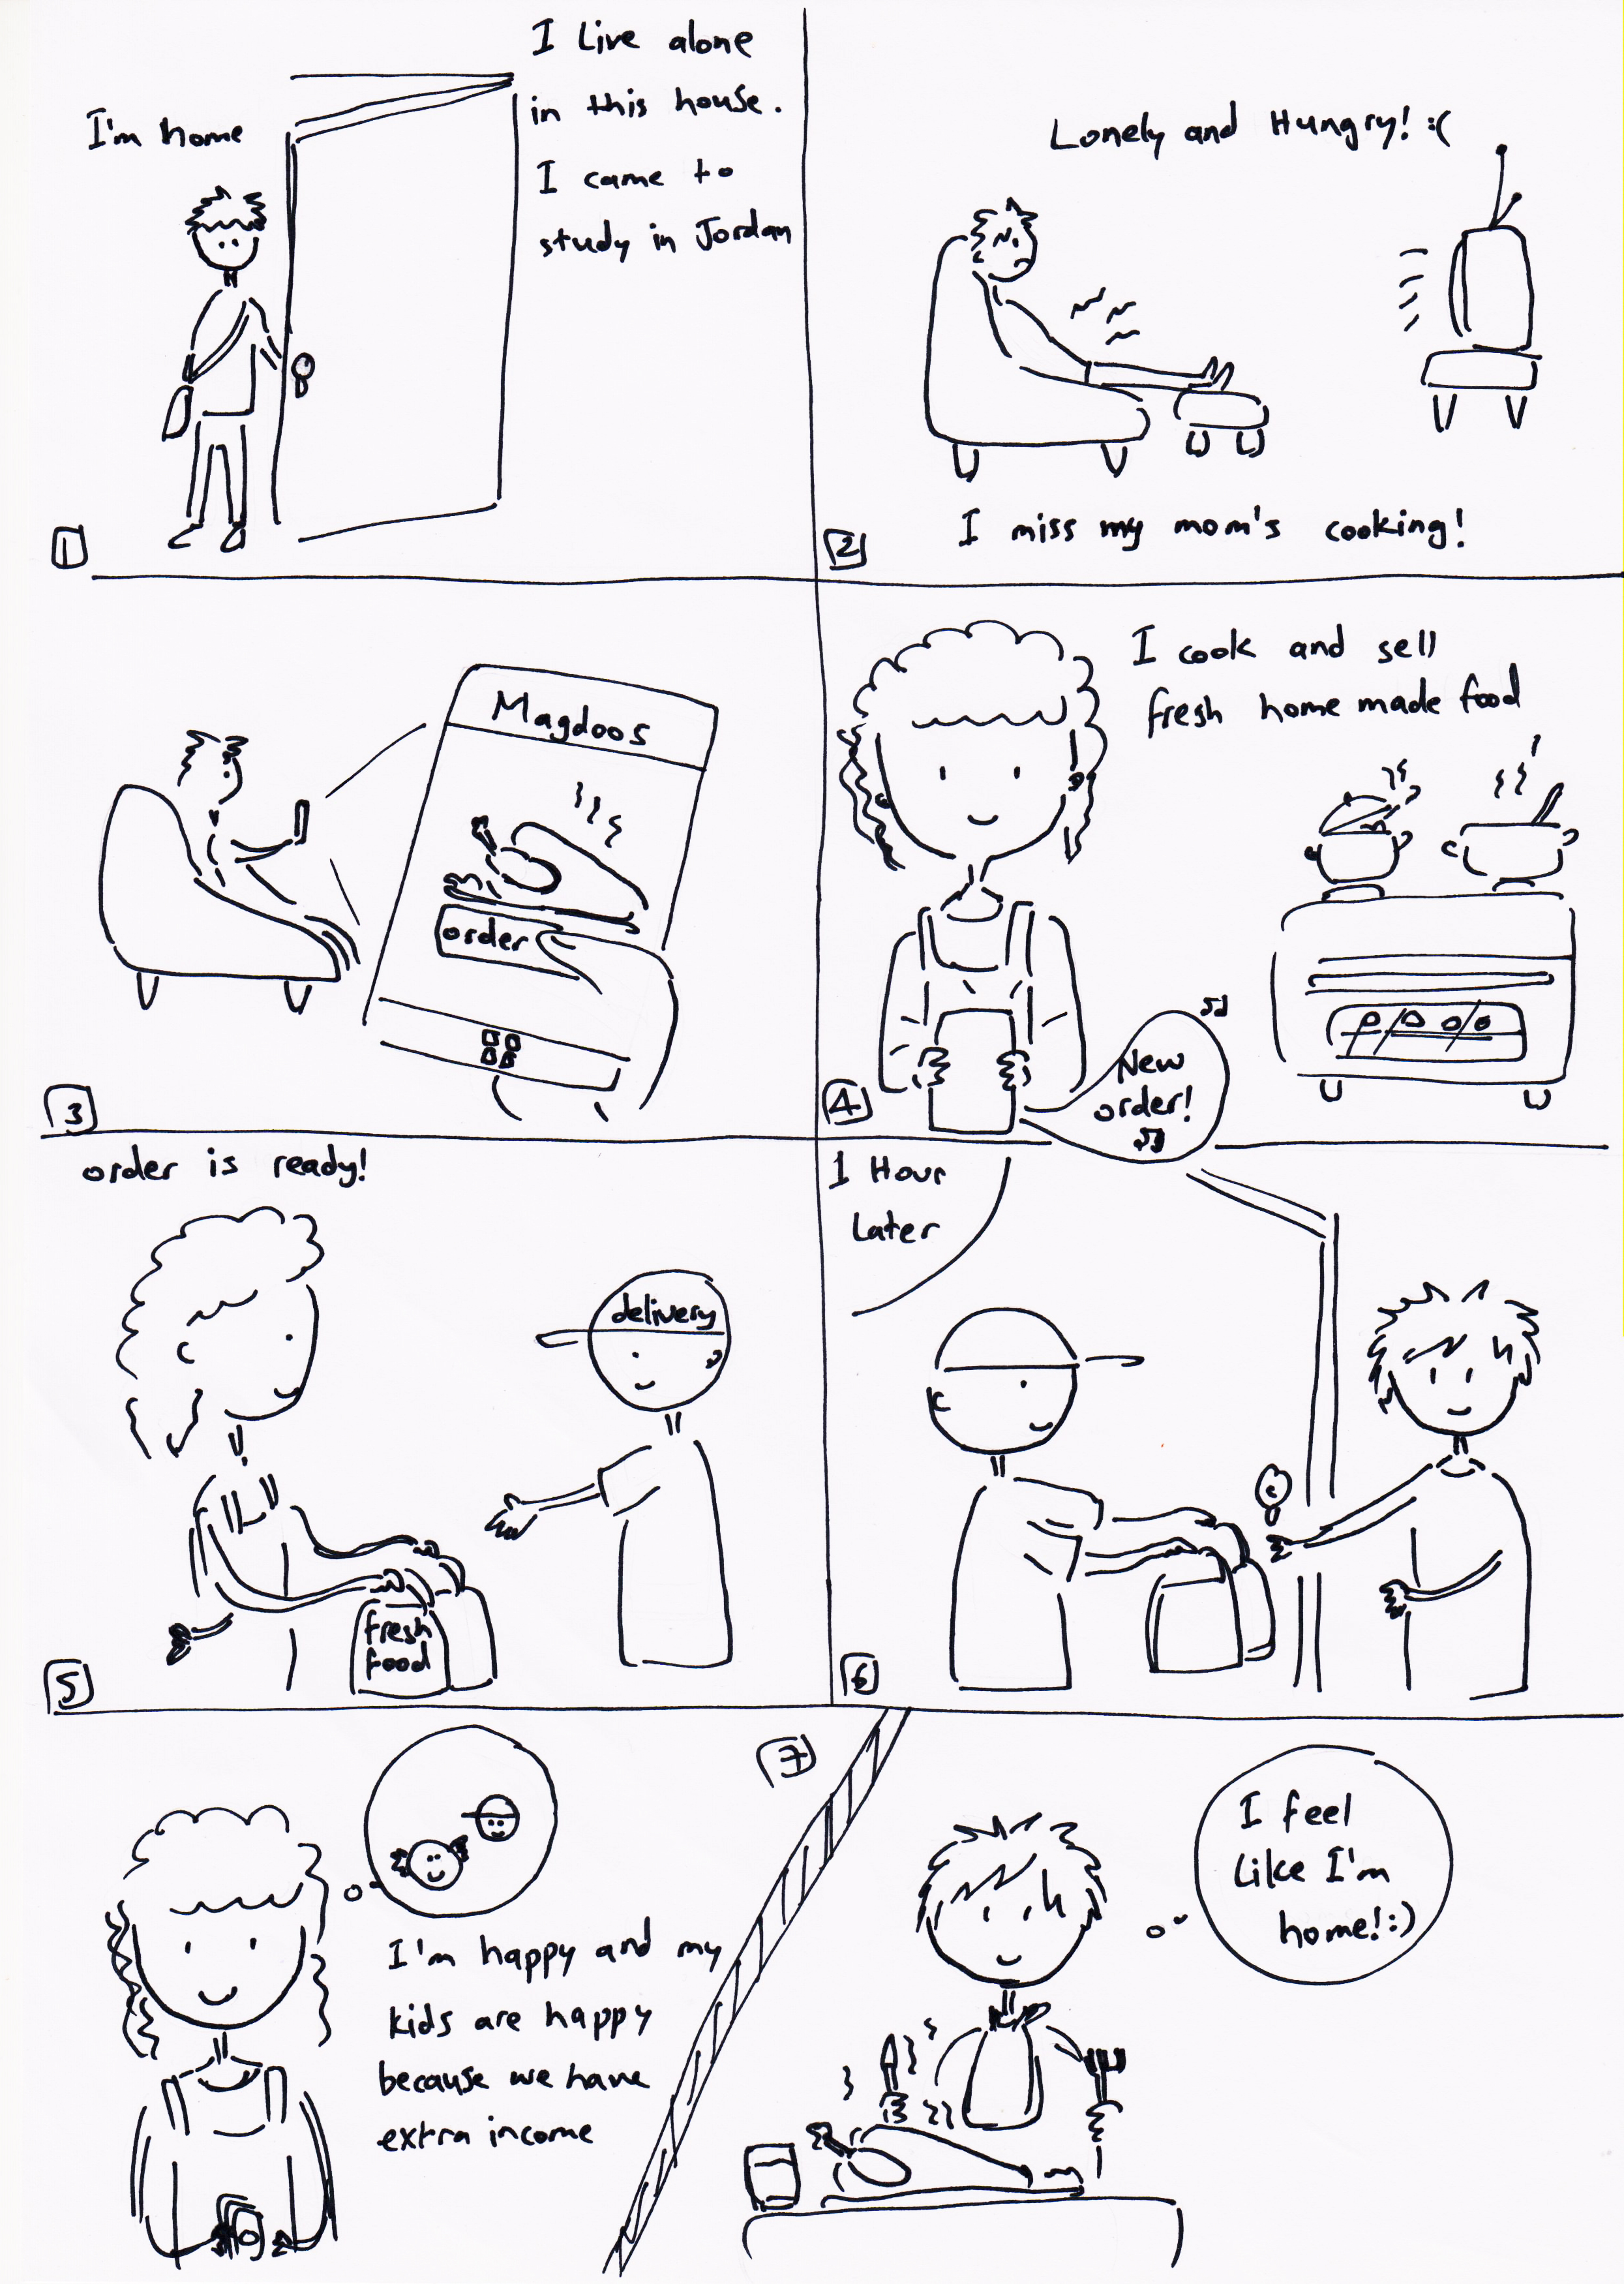 I'm home
I Live alone
in this house.
I came to
study in Jordan
1
Lonely and Hungry! :(
I miss my mom's cooking!
2
Magdoos
order
3
I cook and sell
fresh home made food
New
order!
4
order is ready!
delivery
fresh
food
5
1 Hour
Later
6
7
I'm happy and my
kids are happy
because we have
extra income
I feel
Like I'm
home! :)